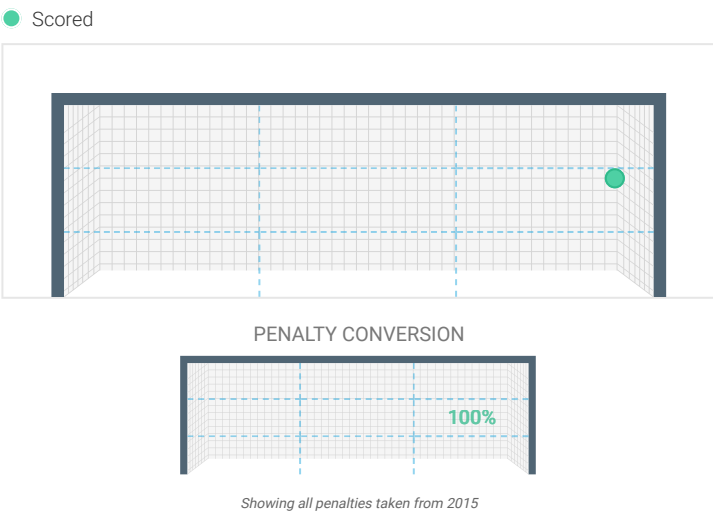 Scored
PENALTY CONVERSION
100%
Showing all penalties taken from 2015